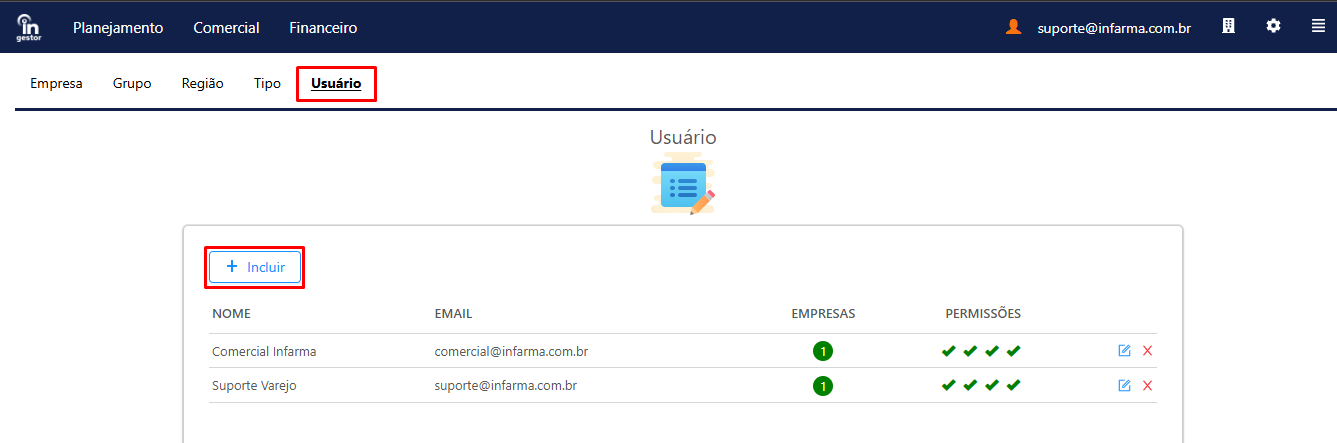 in
gestor
Planejamento Comercial Financeiro suporte@infarma.com.br
Empresa Grupo Região Tipo Usuário
Usuário
+ Incluir
NOME EMAIL EMPRESAS PERMISSÕES
Comercial Infarma comercial@infarma.com.br 1
Suporte Varejo suporte@infarma.com.br 1